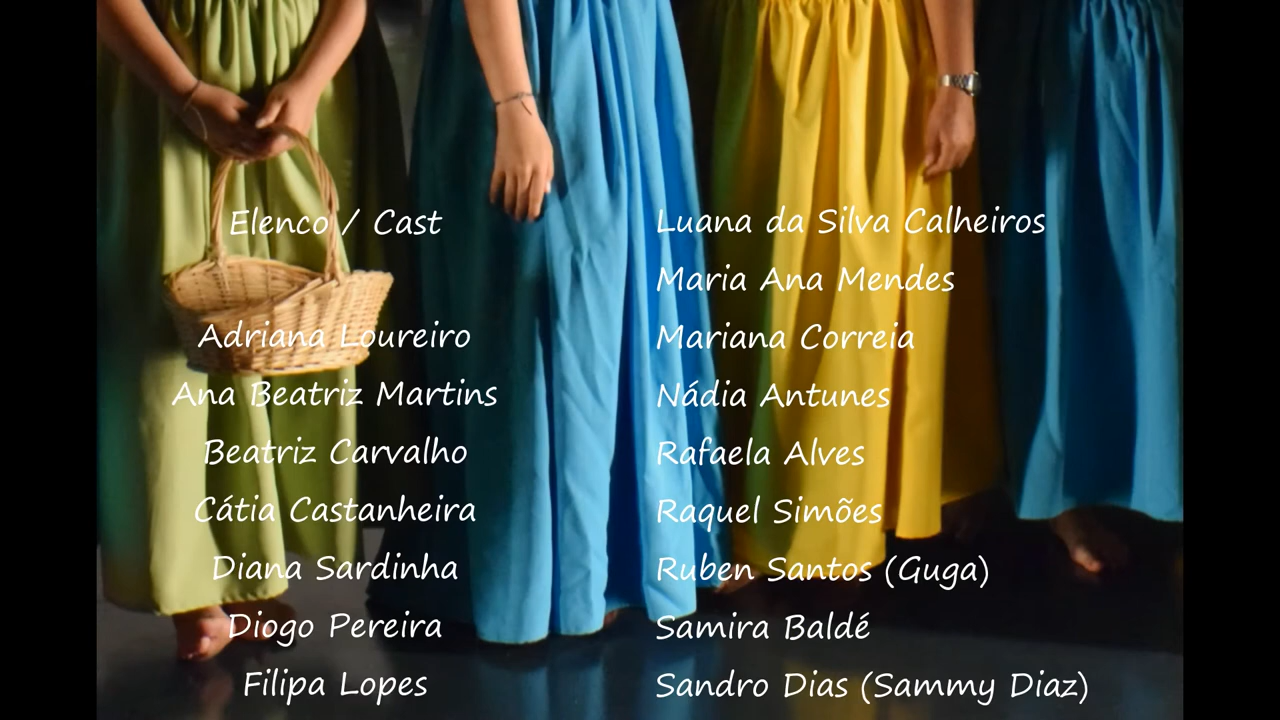 Elenco / Cast
Adriana Loureiro
Ana Beatriz Martins
Beatriz Carvalho
Cátia Castanheira
Diana Sardinha
Diogo Pereira
Filipa Lopes
Luana da Silva Calheiros
Maria Ana Mendes
Mariana Correia
Nádia Antunes
Rafaela Alves
Raquel Simões
Ruben Santos (Guga)
Samira Baldé
Sandro Dias (Sammy Diaz)